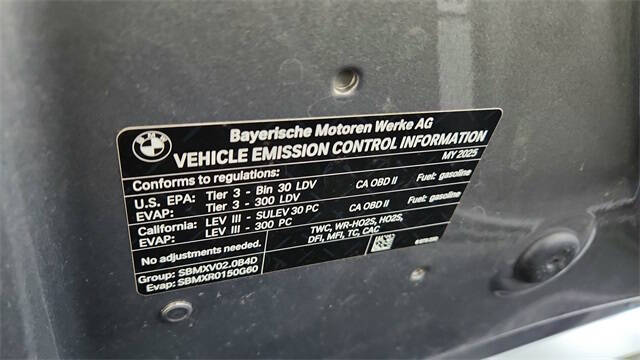 BMW
Bayerische Motoren Werke AG
VEHICLE EMISSION CONTROL INFORMATION
Conforms to regulations: MY 2025
U.S. EPA: Tier 3 - Bin 30 LDV CA OBD II Fuel: gasoline
EVAP: Tier 3 - 300 LDV
California: LEV III - SULEV 30 PC CA OBD II Fuel: gasoline
EVAP: LEV III - 300 PC
No adjustments needed. TWC, WR-HO2S, HO2S,
DFI, MFI, TC, CAC
Group: SBMXV02.0B4D
Evap: SBMXR0150G60